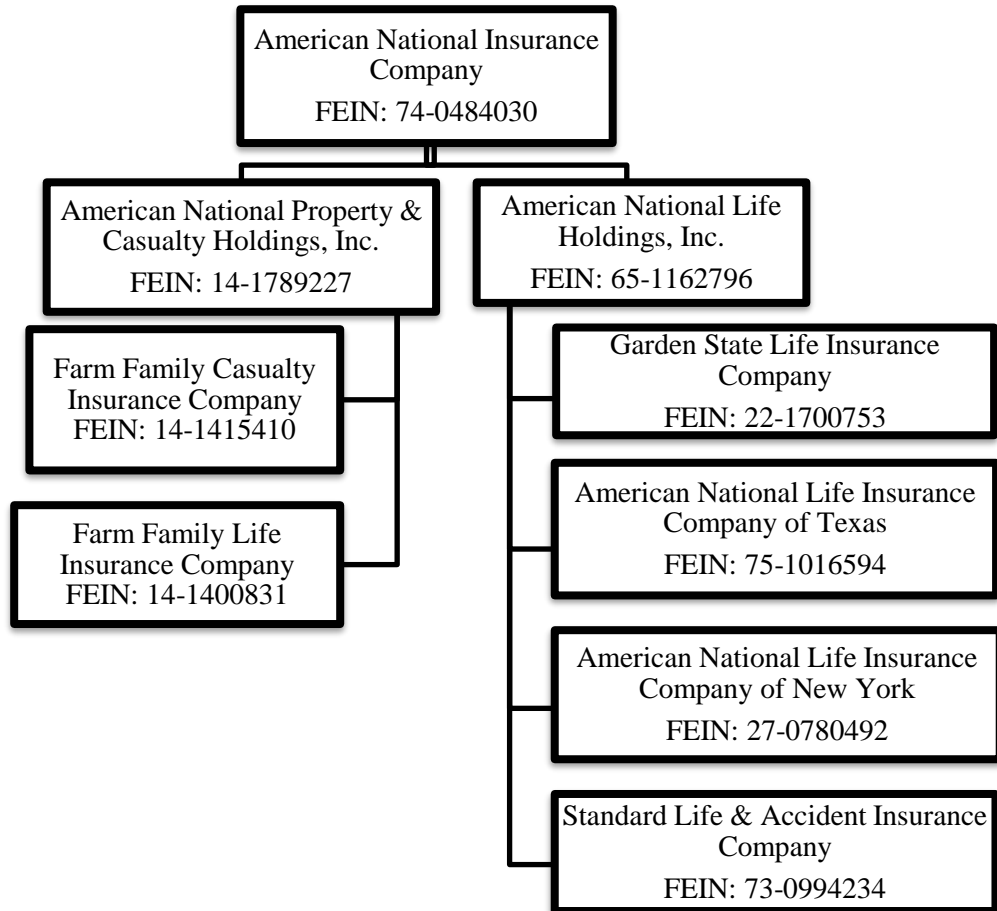 American National Insurance
Company
FEIN: 74-0484030
American National Property &
Casualty Holdings, Inc.
FEIN: 14-1789227
American National Life
Holdings, Inc.
FEIN: 65-1162796
Farm Family Casualty
Insurance Company
FEIN: 14-1415410
Farm Family Life
Insurance Company
FEIN: 14-1400831
Garden State Life Insurance
Company
FEIN: 22-1700753
American National Life Insurance
Company of Texas
FEIN: 75-1016594
American National Life Insurance
Company of New York
FEIN: 27-0780492
Standard Life & Accident Insurance
Company
FEIN: 73-0994234